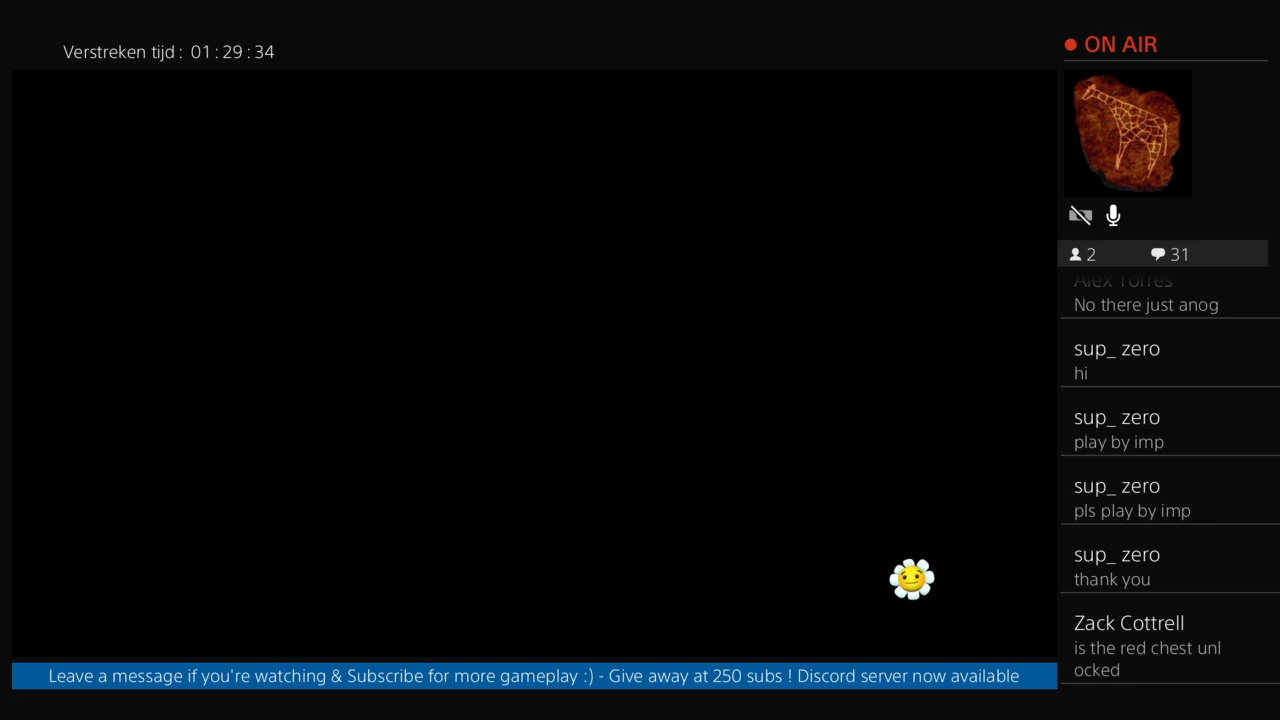 Verstreken tijd : 01 : 29 : 34
ON AIR
2 31
Alex Torres
No there just anog
sup_ zero
hi
sup_ zero
play by imp
sup_ zero
pls play by imp
sup_ zero
thank you
Zack Cottrell
is the red chest unl
ocked
Leave a message if you're watching & Subscribe for more gameplay :) - Give away at 250 subs ! Discord server now available